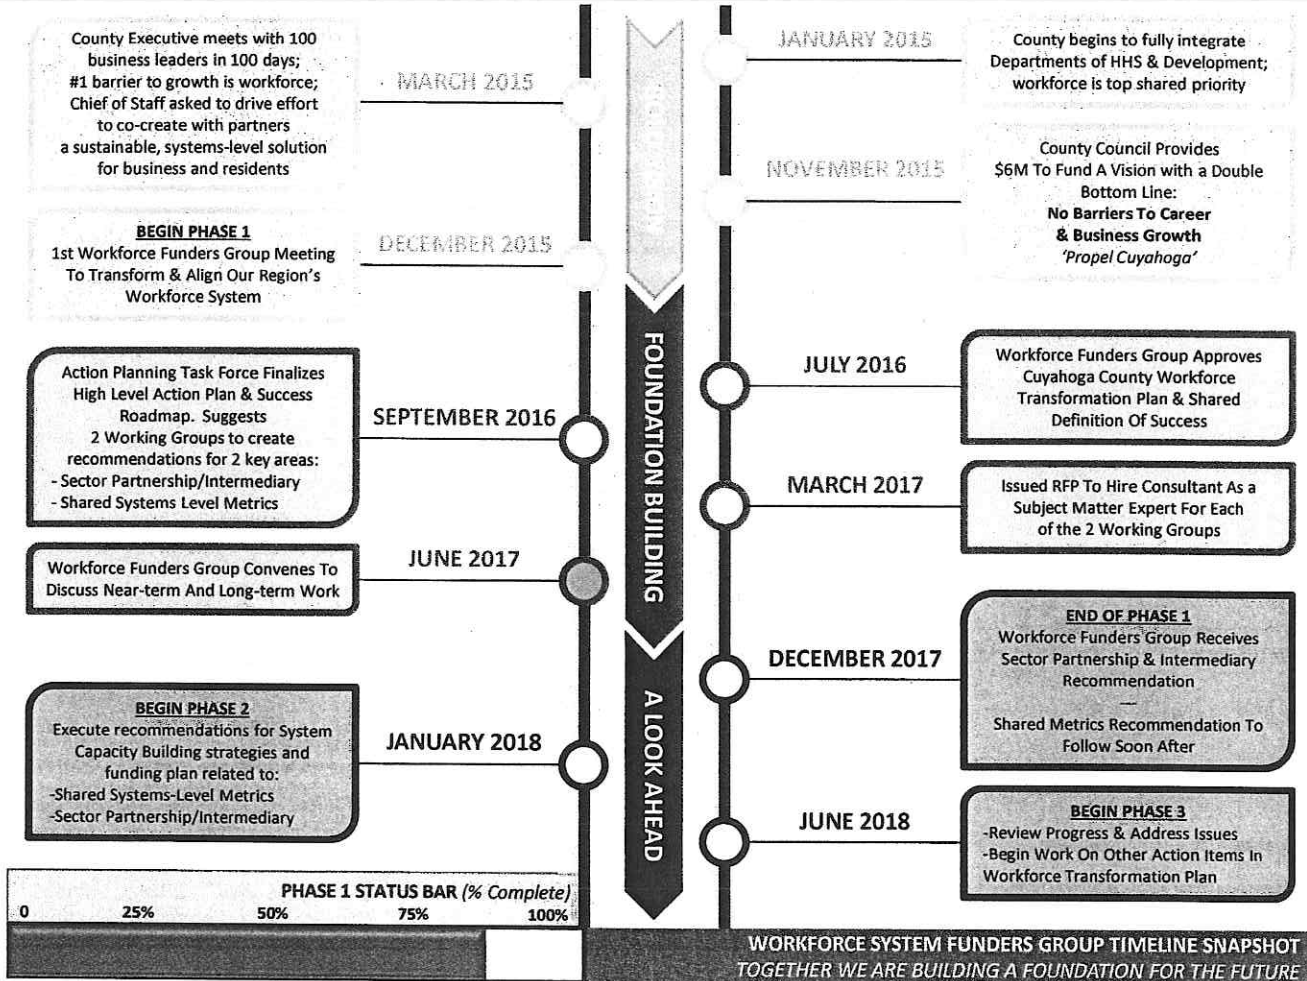 County Executive meets with 100
business leaders in 100 days;
#1 barrier to growth is workforce;
Chief of Staff asked to drive effort
to co-create with partners
a sustainable, systems-level solution
for business and residents
MARCH 2015
JANUARY 2015
County begins to fully integrate
Departments of HHS & Development;
workforce is top shared priority
NOVEMBER 2015
County Council Provides
$6M To Fund A Vision with a Double
Bottom Line:
No Barriers To Career
& Business Growth
'Propel Cuyahoga'
BEGIN PHASE 1
1st Workforce Funders Group Meeting
To Transform & Align Our Region's
Workforce System
DECEMBER 2015
FOUNDATION BUILDING
JULY 2016
Workforce Funders Group Approves
Cuyahoga County Workforce
Transformation Plan & Shared
Definition Of Success
Action Planning Task Force Finalizes
High Level Action Plan & Success
Roadmap. Suggests
2 Working Groups to create
recommendations for 2 key areas:
- Sector Partnership/Intermediary
- Shared Systems Level Metrics
SEPTEMBER 2016
MARCH 2017
Issued RFP To Hire Consultant As a
Subject Matter Expert For Each
of the 2 Working Groups
Workforce Funders Group Convenes To
Discuss Near-term And Long-term Work
JUNE 2017
A LOOK AHEAD
DECEMBER 2017
END OF PHASE 1
Workforce Funders Group Receives
Sector Partnership & Intermediary
Recommendation
—
Shared Metrics Recommendation To
Follow Soon After
BEGIN PHASE 2
Execute recommendations for System
Capacity Building strategies and
funding plan related to:
-Shared Systems-Level Metrics
-Sector Partnership/Intermediary
JANUARY 2018
JUNE 2018
BEGIN PHASE 3
-Review Progress & Address Issues
-Begin Work On Other Action Items In
Workforce Transformation Plan
PHASE 1 STATUS BAR (% Complete)
0 25% 50% 75% 100%
WORKFORCE SYSTEM FUNDERS GROUP TIMELINE SNAPSHOT
TOGETHER WE ARE BUILDING A FOUNDATION FOR THE FUTURE